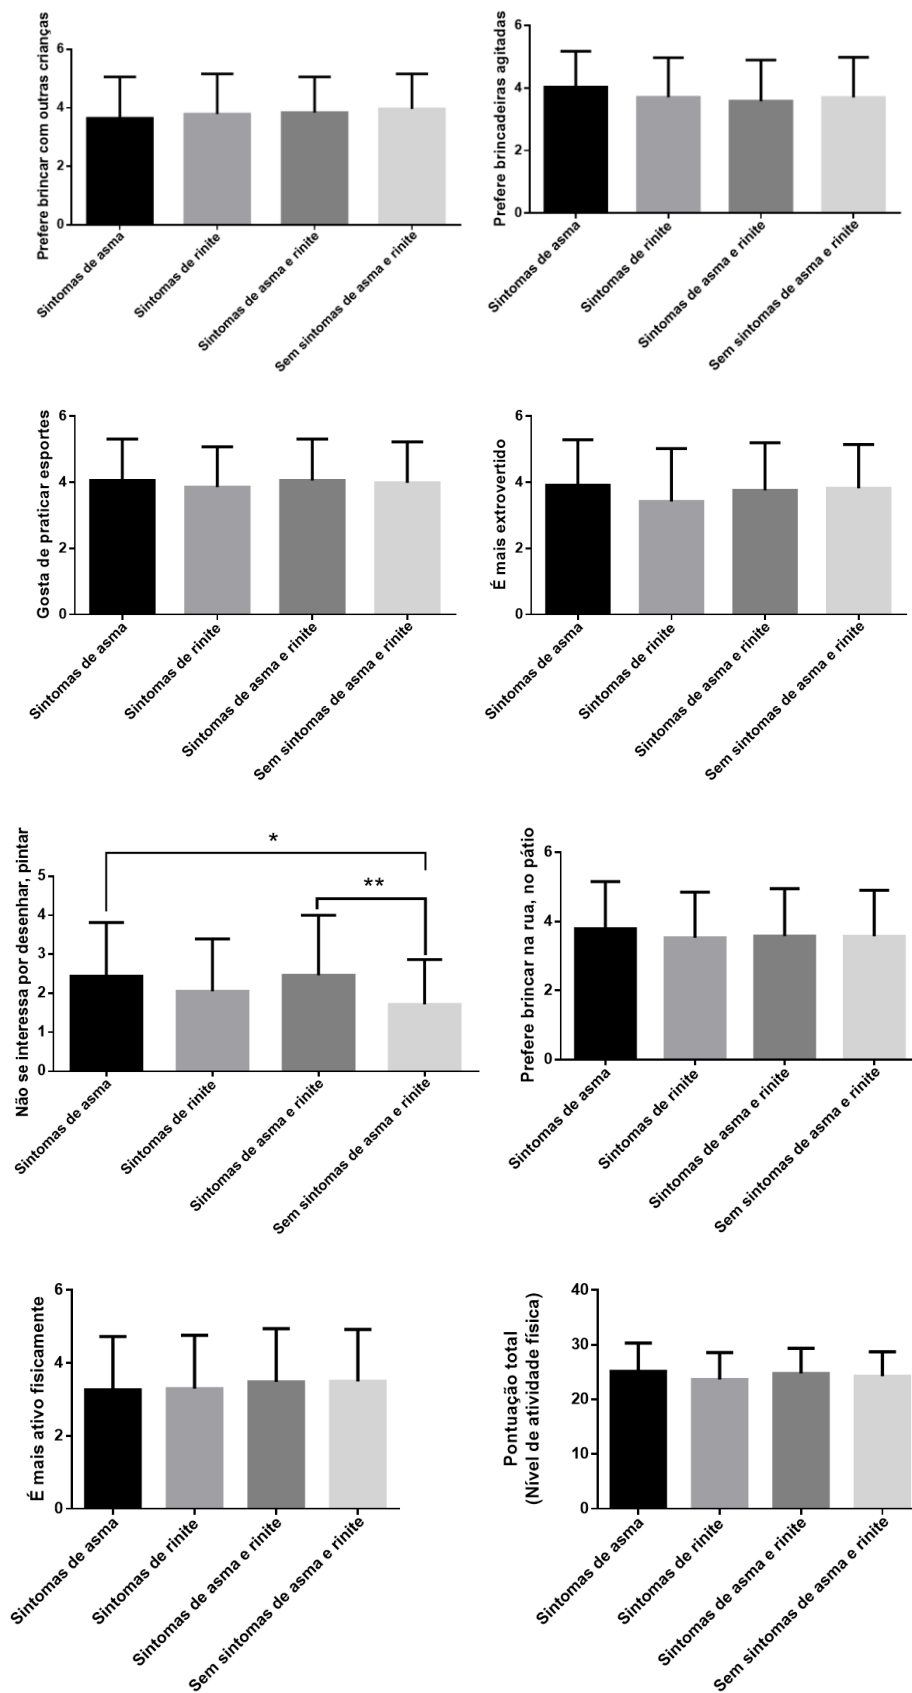 Prefere brincar com outras crianças
6
4
2
0
Sintomas de asma
Sintomas de rinite
Sintomas de asma e rinite
Sem sintomas de asma e rinite
Prefere brincadeiras agitadas
6
4
2
0
Sintomas de asma
Sintomas de rinite
Sintomas de asma e rinite
Sem sintomas de asma e rinite
Gosta de praticar esportes
6
4
2
0
Sintomas de asma
Sintomas de rinite
Sintomas de asma e rinite
Sem sintomas de asma e rinite
É mais extrovertido
6
4
2
0
Sintomas de asma
Sintomas de rinite
Sintomas de asma e rinite
Sem sintomas de asma e rinite
Não se interessa por desenhar, pintar
5
4
3
2
1
0
*
**
Sintomas de asma
Sintomas de rinite
Sintomas de asma e rinite
Sem sintomas de asma e rinite
Prefere brincar na rua, no pátio
6
4
2
0
Sintomas de asma
Sintomas de rinite
Sintomas de asma e rinite
Sem sintomas de asma e rinite
É mais ativo fisicamente
6
4
2
0
Sintomas de asma
Sintomas de rinite
Sintomas de asma e rinite
Sem sintomas de asma e rinite
Pontuação total
(Nível de atividade física)
40
30
20
10
0
Sintomas de asma
Sintomas de rinite
Sintomas de asma e rinite
Sem sintomas de asma e rinite